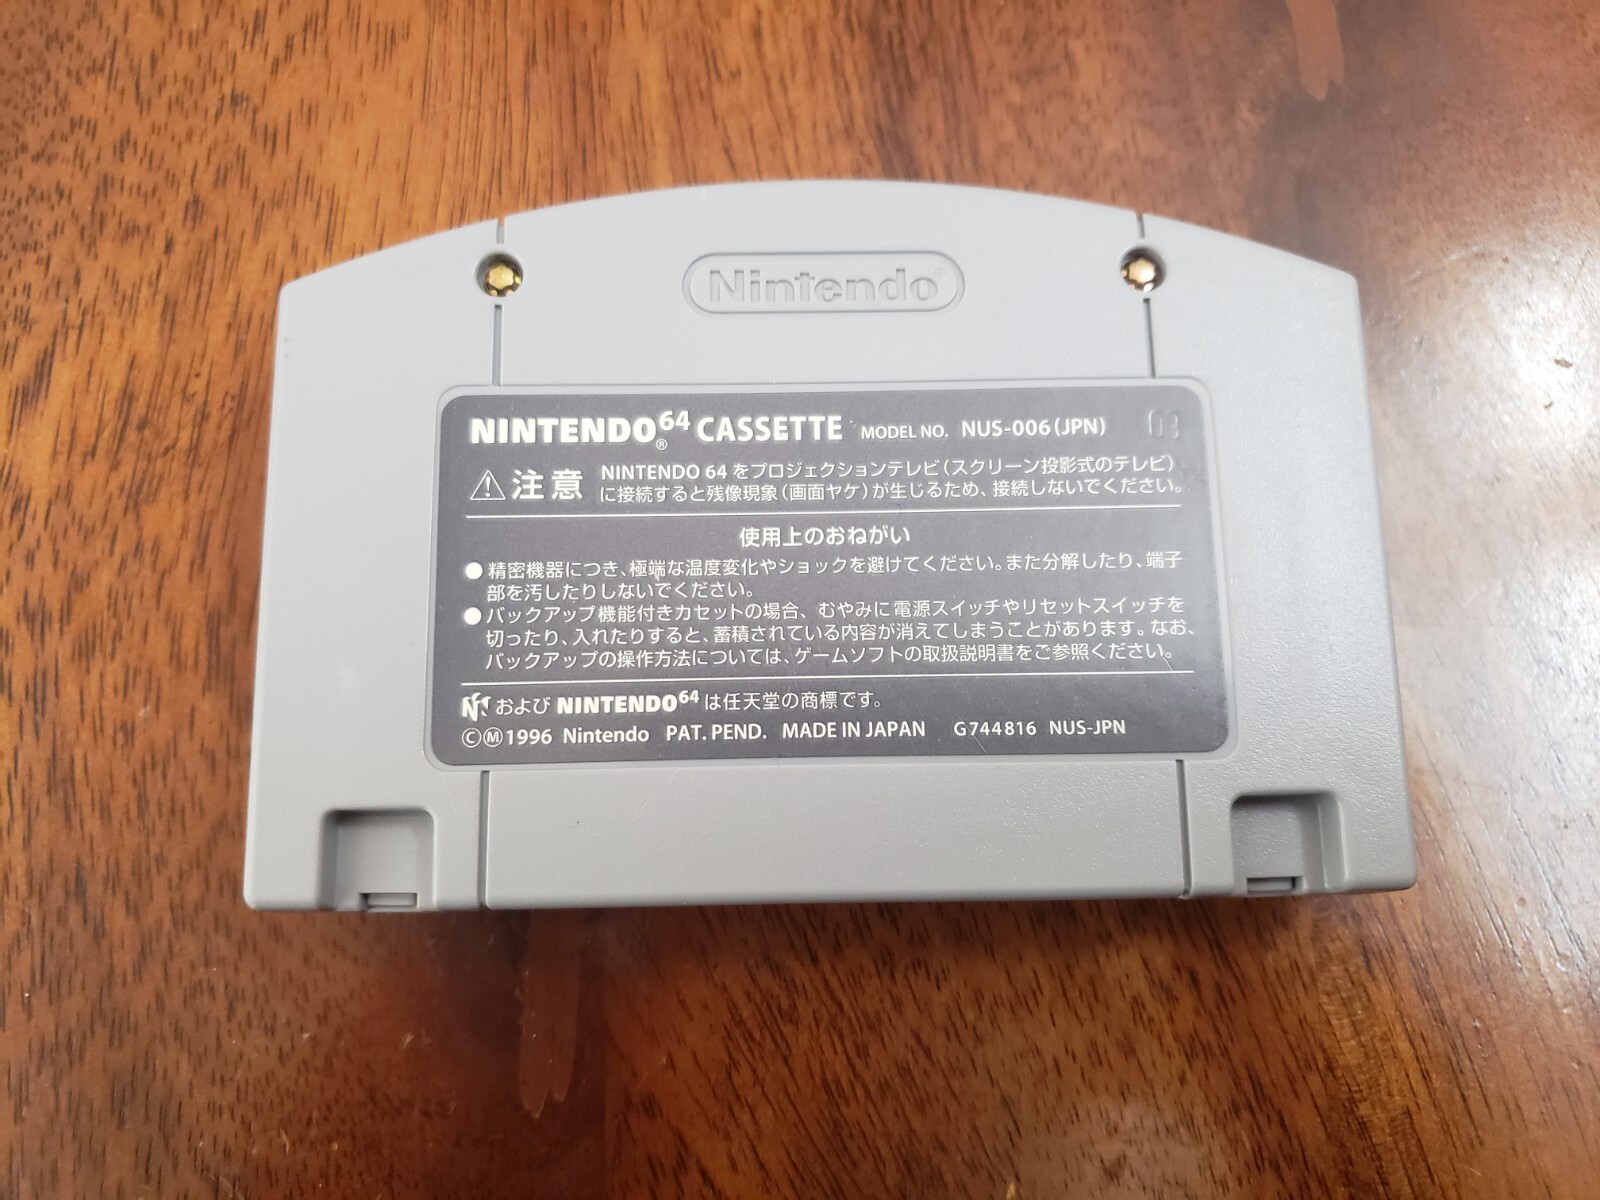 Nintendo®
NINTENDO®64 CASSETTE MODEL NO. NUS-006(JPN) 03
⚠注意 NINTENDO 64 をプロジェクションテレビ(スクリーン投影式のテレビ)
に接続すると残像現象(画面ヤケ)が生じるため、接続しないでください。
使用上のおねがい
●精密機器につき、極端な温度変化やショックを避けてください。また分解したり、端子
部を汚したりしないでください。
●バックアップ機能付きカセットの場合、むやみに電源スイッチやリセットスイッチを
切ったり、入れたりすると、蓄積されている内容が消えてしまうことがあります。なお、
バックアップの操作方法については、ゲームソフトの取扱説明書をご参照ください。
および NINTENDO64 は任天堂の商標です。
©Ⓜ1996 Nintendo PAT. PEND. MADE IN JAPAN G744816 NUS-JPN